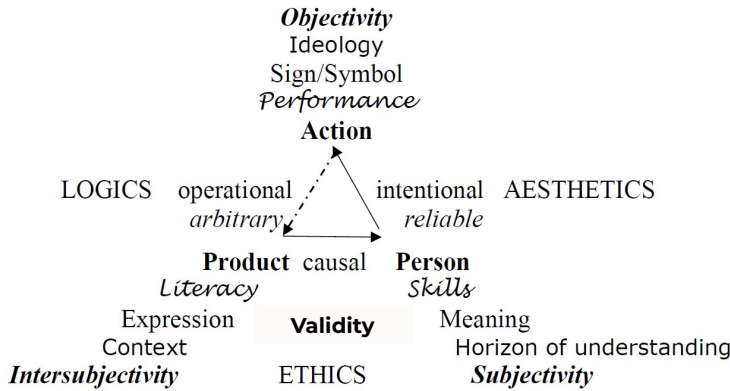 Objectivity
Ideology
Sign/Symbol
Performance
Action
LOGICS operational intentional AESTHETICS
arbitrary reliable
Product causal Person
Literacy Skills
Expression Validity Meaning
Context Horizon of understanding
Intersubjectivity ETHICS Subjectivity